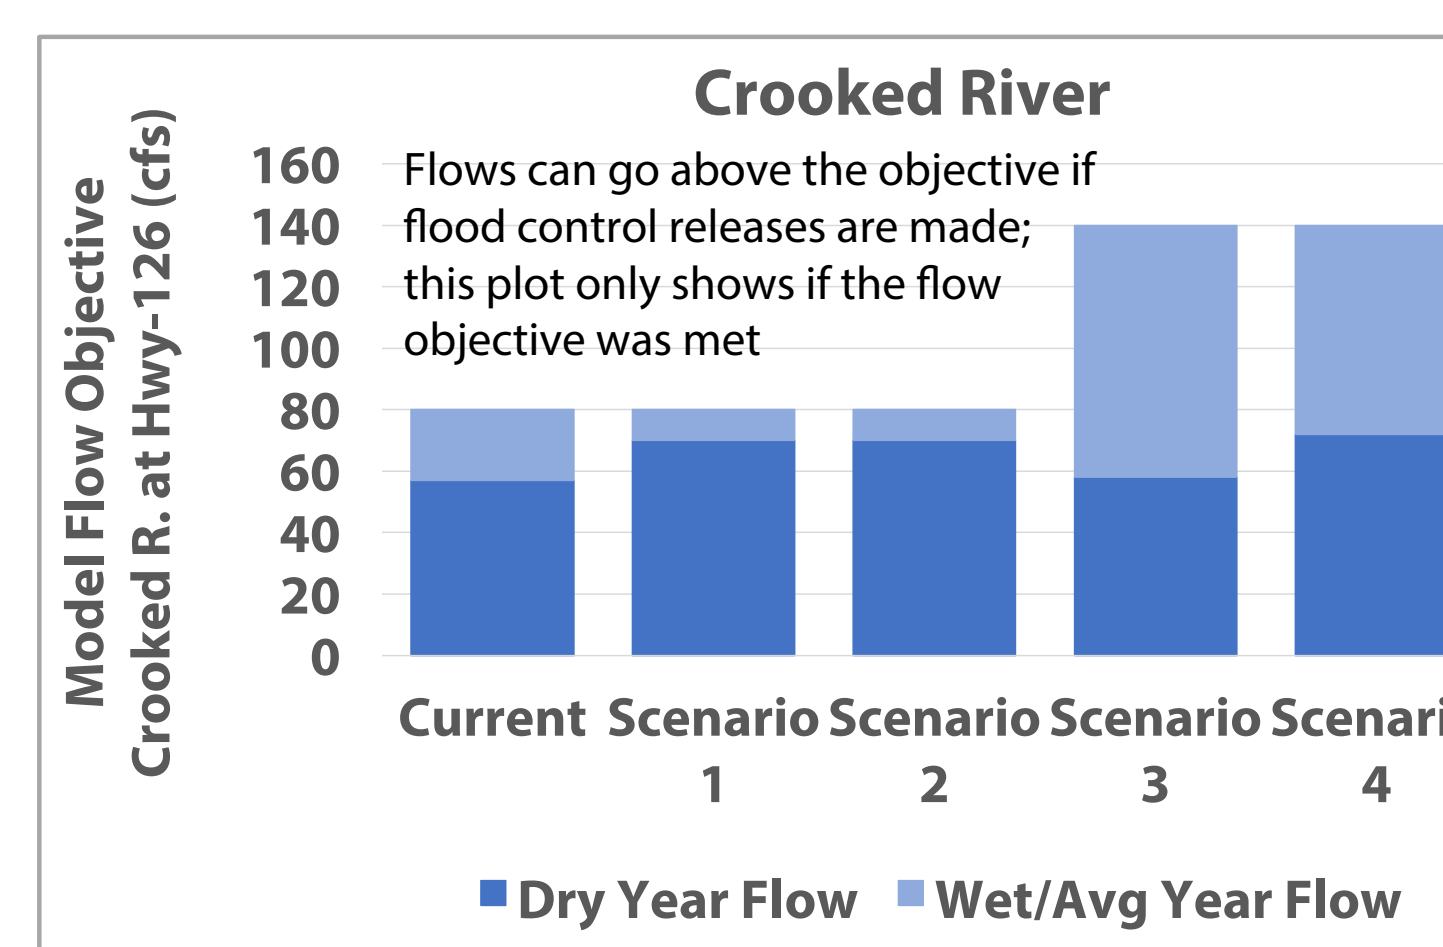 Crooked River
Model Flow Objective
Crooked R. at Hwy-126 (cfs)
160
140
120
100
80
60
40
20
0
Flows can go above the objective if
flood control releases are made;
this plot only shows if the flow
objective was met
Current Scenario Scenario Scenario Scenari
1 2 3 4
Dry Year Flow Wet/Avg Year Flow